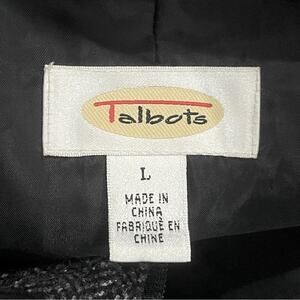 Talbots
L
MADE IN
CHINA
FABRIQUÉ EN
CHINE